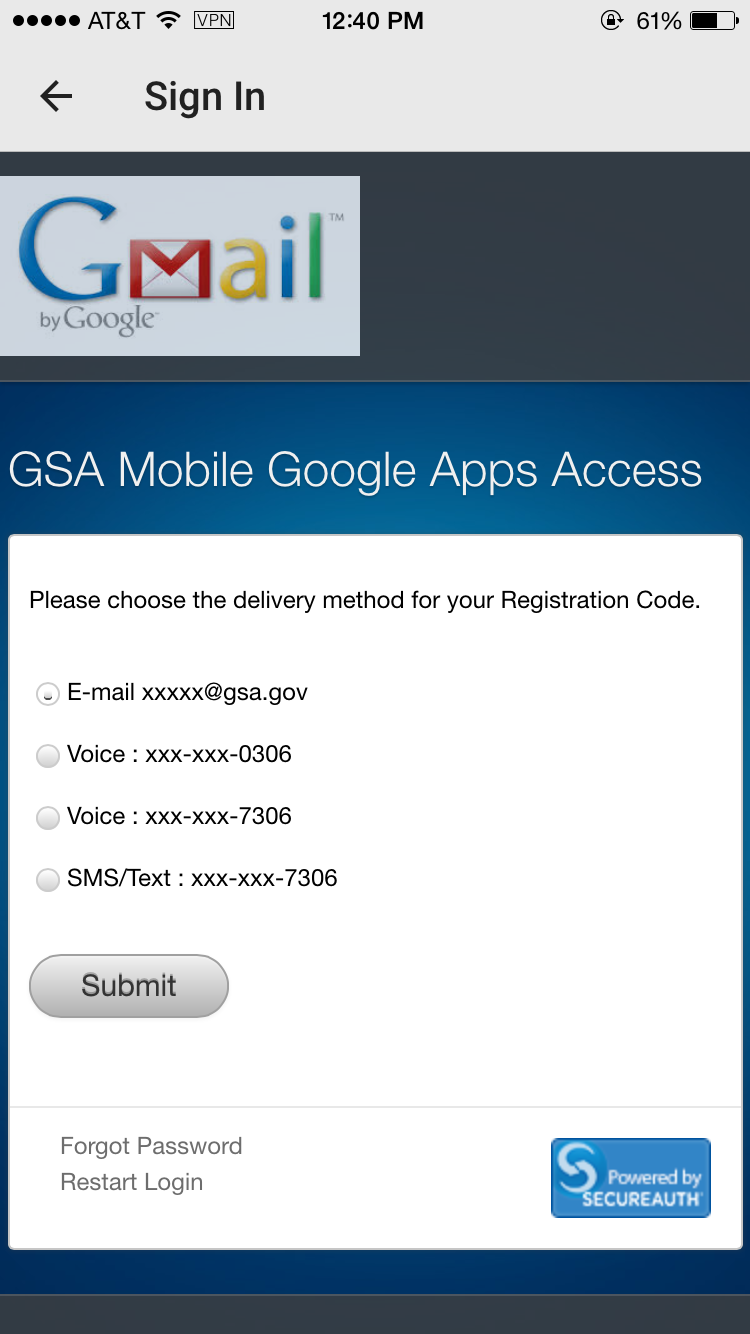 AT&T VPN 12:40 PM 61%
Sign In
Gmail TM
by Google
GSA Mobile Google Apps Access
Please choose the delivery method for your Registration Code.
E-mail xxxxx@gsa.gov
Voice : xxx-xxx-0306
Voice : xxx-xxx-7306
SMS/Text : xxx-xxx-7306
Submit
Forgot Password
Restart Login
Powered by
SECUREAUTH